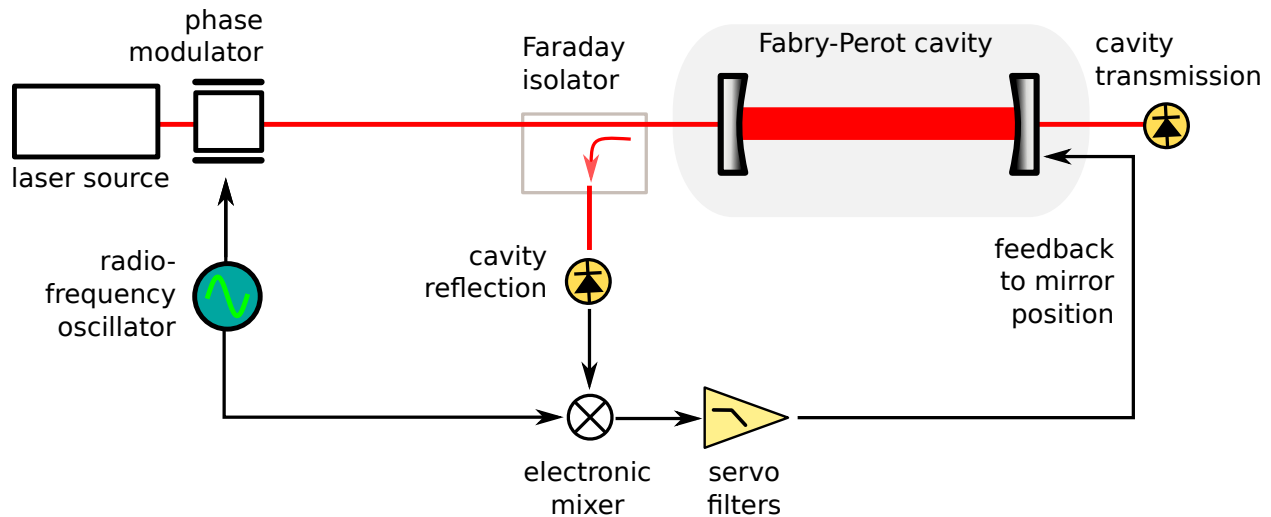 phase
modulator
Faraday
isolator
Fabry-Perot cavity
cavity
transmission
laser source
radio-
frequency
oscillator
cavity
reflection
feedback
to mirror
position
electronic
mixer
servo
filters